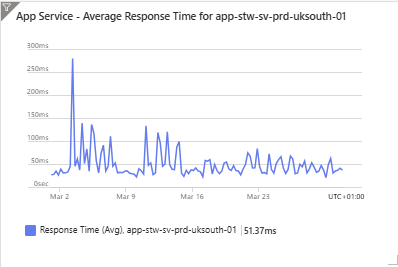 App Service - Average Response Time for app-stw-sv-prd-uksouth-01
300ms
250ms
200ms
150ms
100ms
50ms
0sec
Mar 2 Mar 9 Mar 16 Mar 23 UTC+01:00
Response Time (Avg), app-stw-sv-prd-uksouth-01 51.37ms